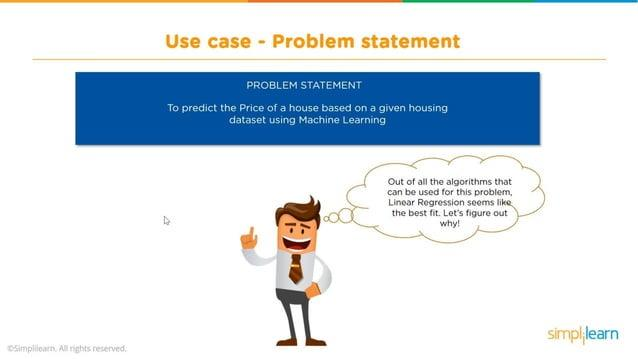 Use case - Problem statement
PROBLEM STATEMENT
To predict the Price of a house based on a given housing
dataset using Machine Learning
Out of all the algorithms that
can be used for this problem,
Linear Regression seems like
the best fit. Let's figure out
why!
©Simplilearn. All rights reserved.
simplilearn